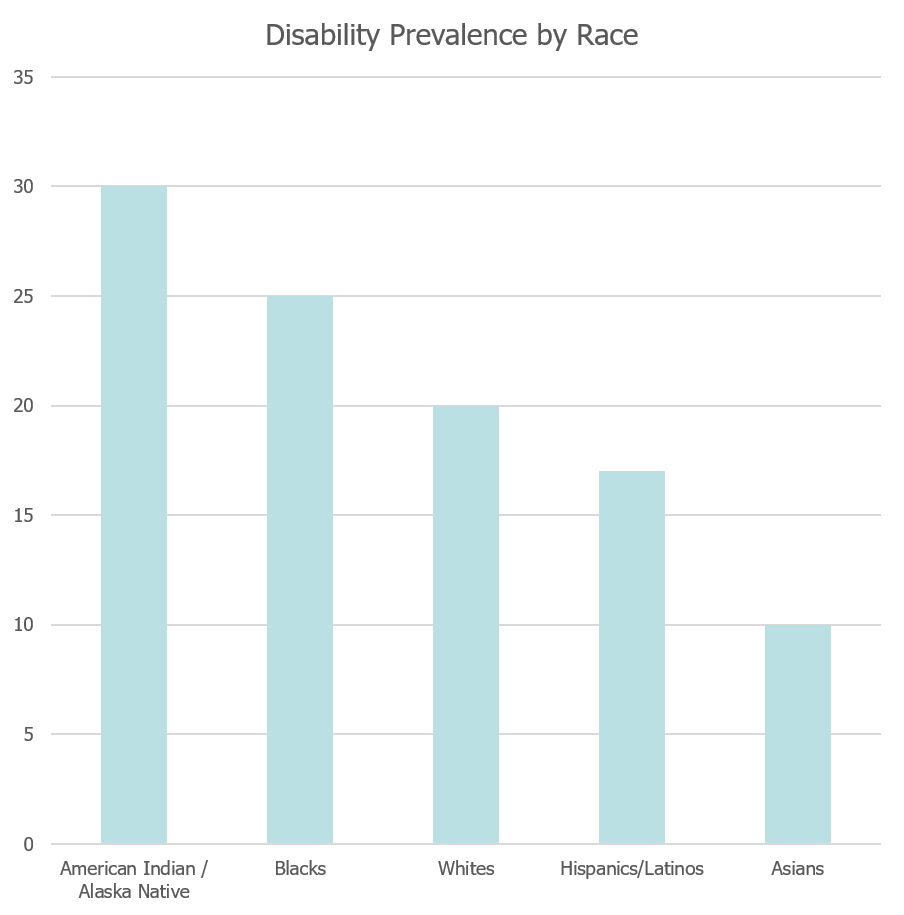 Disability Prevalence by Race
35
30
25
20
15
10
5
0
American Indian /
Alaska Native
Blacks
Whites
Hispanics/Latinos
Asians